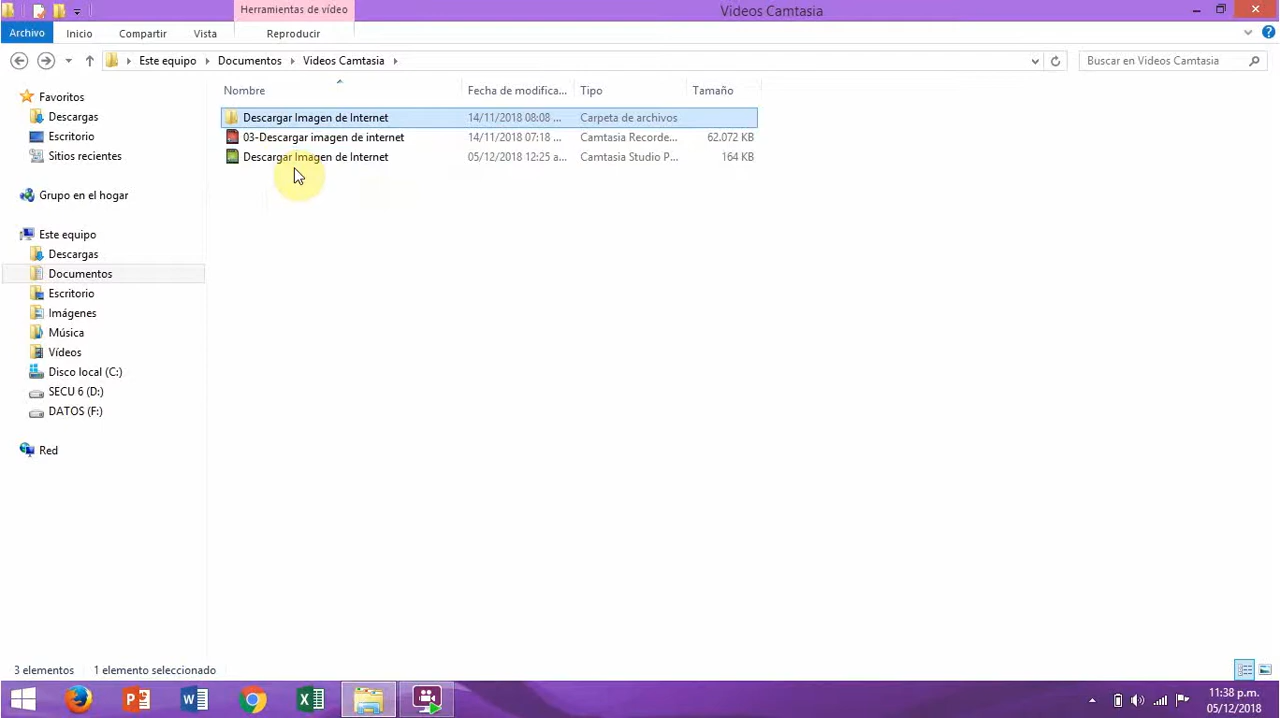 Herramientas de vídeo
Videos Camtasia
Archivo Inicio Compartir Vista Reproducir
Este equipo Documentos Videos Camtasia
Buscar en Videos Camtasia
Nombre Fecha de modifica... Tipo Tamaño
Descargar Imagen de Internet 14/11/2018 08:08 ... Carpeta de archivos
03-Descargar imagen de internet 14/11/2018 07:18 ... Camtasia Recorde... 62.072 KB
Descargar Imagen de Internet 05/12/2018 12:25 a... Camtasia Studio P... 164 KB
Favoritos
Descargas
Escritorio
Sitios recientes
Grupo en el hogar
Este equipo
Descargas
Documentos
Escritorio
Imágenes
Música
Vídeos
Disco local (C:)
SECU 6 (D:)
DATOS (F:)
Red
3 elementos 1 elemento seleccionado
11:38 p.m.
05/12/2018